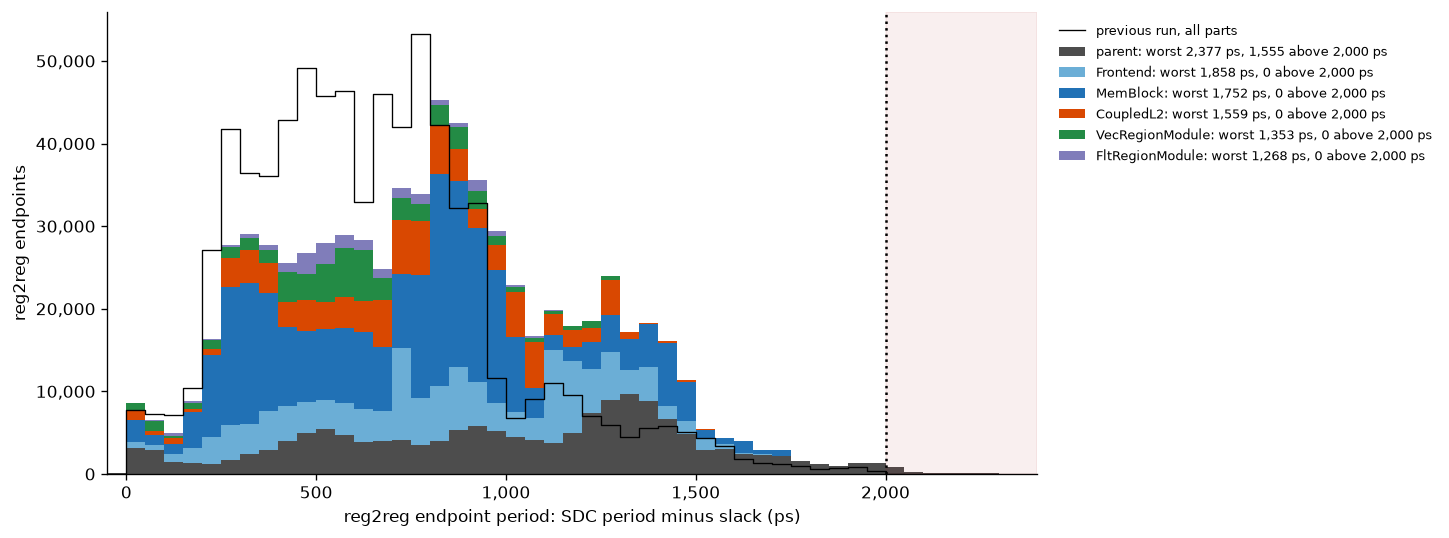 50,000
40,000
30,000
20,000
10,000
0
reg2reg endpoints
0
500
1,000
1,500
2,000
reg2reg endpoint period: SDC period minus slack (ps)
previous run, all parts
parent: worst 2,377 ps, 1,555 above 2,000 ps
Frontend: worst 1,858 ps, 0 above 2,000 ps
MemBlock: worst 1,752 ps, 0 above 2,000 ps
CoupledL2: worst 1,559 ps, 0 above 2,000 ps
VecRegionModule: worst 1,353 ps, 0 above 2,000 ps
FltRegionModule: worst 1,268 ps, 0 above 2,000 ps